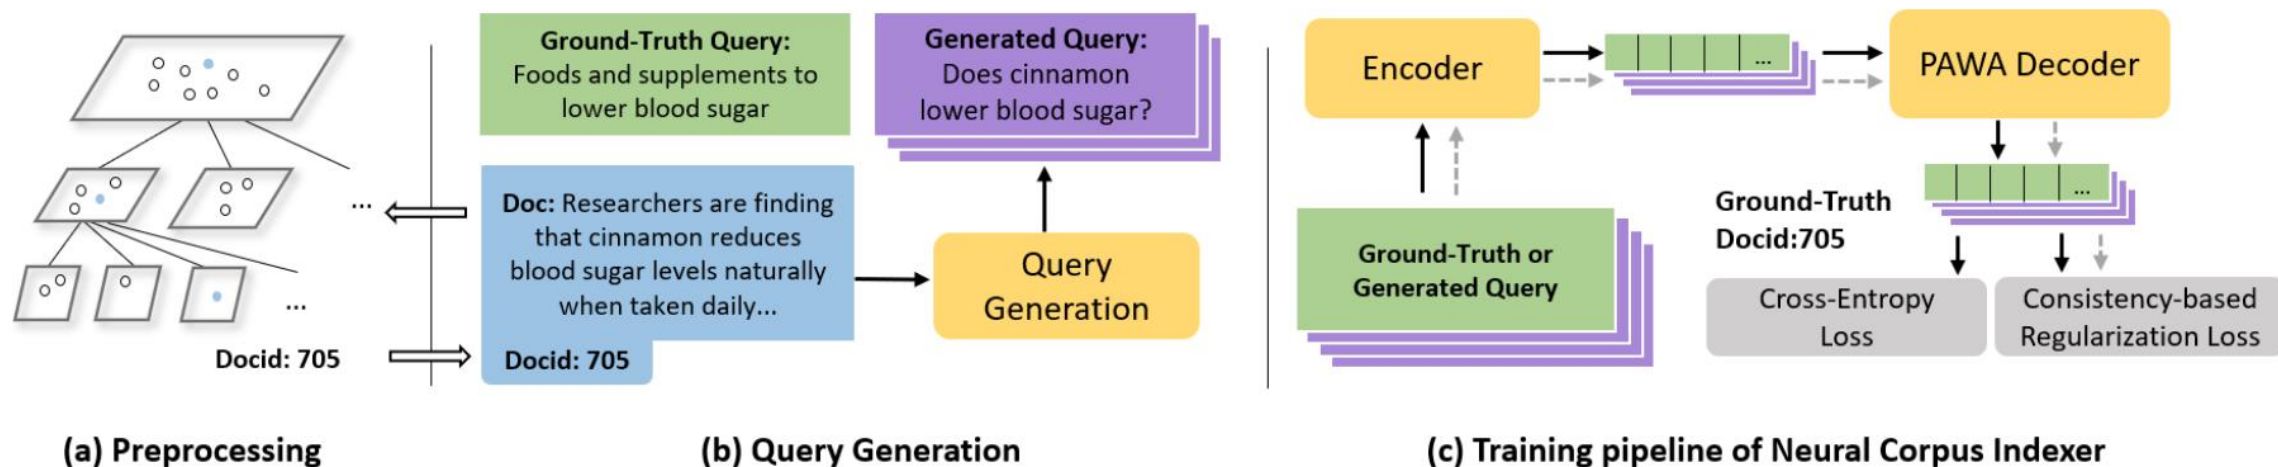 ...
...
Docid: 705
(a) Preprocessing
Ground-Truth Query:
Foods and supplements to
lower blood sugar
Generated Query:
Does cinnamon
lower blood sugar?
Doc: Researchers are finding
that cinnamon reduces
blood sugar levels naturally
when taken daily...
Docid: 705
Query
Generation
(b) Query Generation
Encoder
...
PAWA Decoder
Ground-Truth or
Generated Query
...
Ground-Truth
Docid:705
Cross-Entropy
Loss
Consistency-based
Regularization Loss
(c) Training pipeline of Neural Corpus Indexer